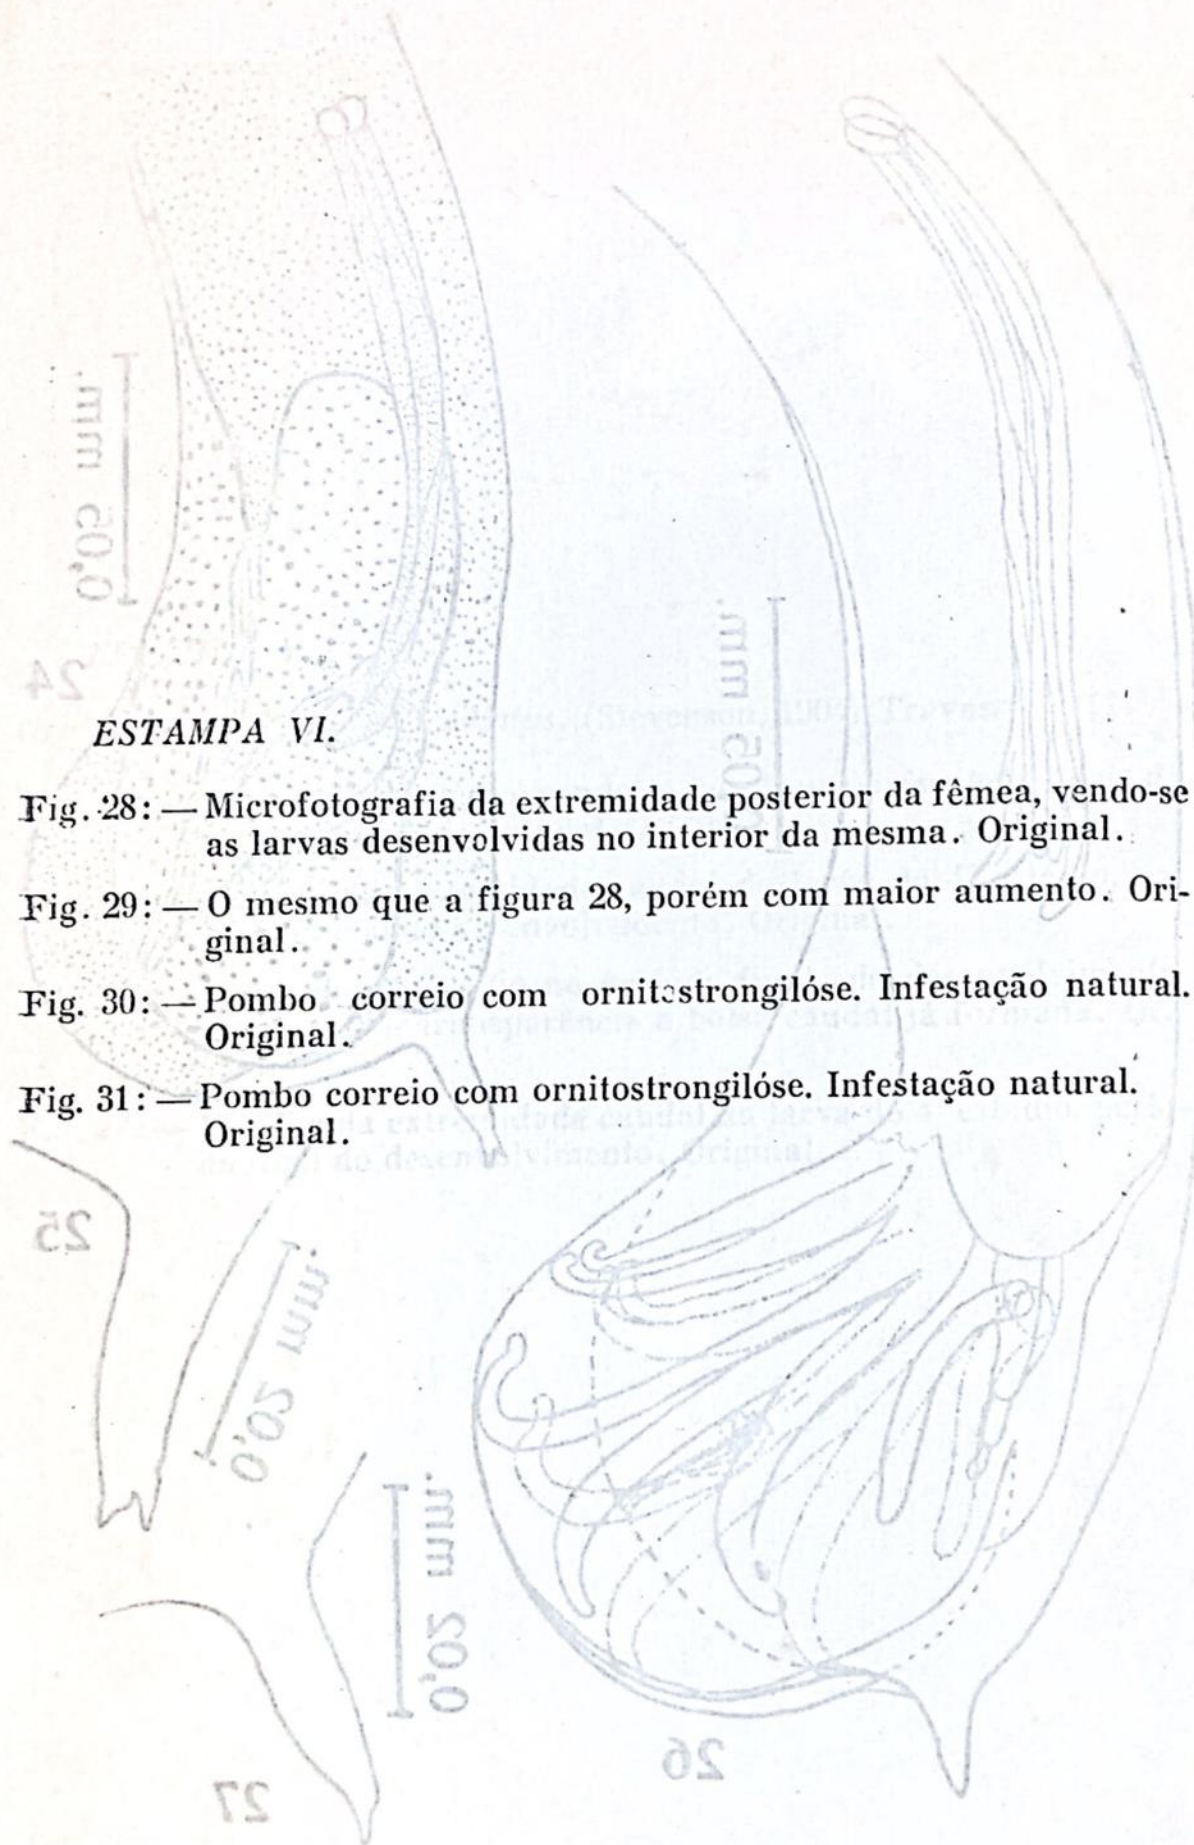 ESTAMPA VI.
Fig. 28: — Microfotografia da extremidade posterior da fêmea, vendo-se
as larvas desenvolvidas no interior da mesma. Original.
Fig. 29: — O mesmo que a figura 28, porém com maior aumento. Ori-
ginal.
Fig. 30: — Pombo correio com ornitostrongilóse. Infestação natural.
Original.
Fig. 31: — Pombo correio com ornitostrongilóse. Infestação natural.
Original.
24
0,05 mm.
0,05 mm.
25
0,02 mm.
0,02 mm.
26
27